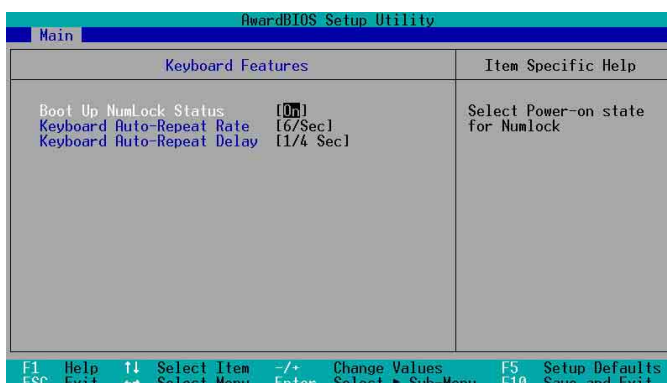 AwardBIOS Setup Utility
Main
Keyboard Features
Item Specific Help
Boot Up NumLock Status [On]
Keyboard Auto-Repeat Rate [6/Sec]
Keyboard Auto-Repeat Delay [1/4 Sec]
Select Power-on state
for Numlock
F1 Help ↑↓ Select Item -/+ Change Values F5 Setup Defaults
ESC Exit ↔ Select Menu Enter Select ► Sub-Menu F10 Save and Exit